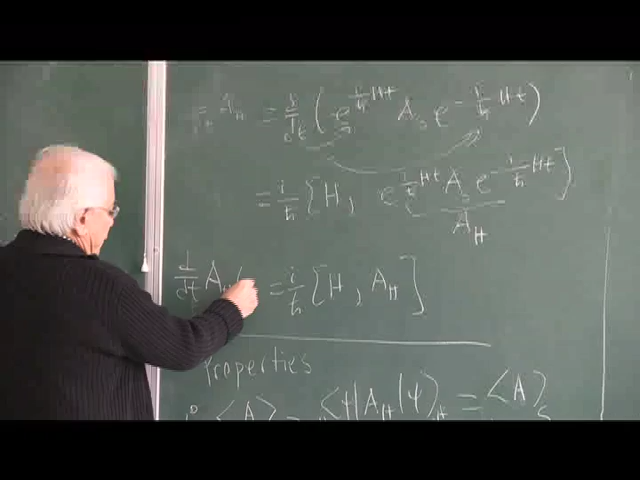 d/dt A_H = d/dt ( e^{i/ħ Ht} A_s e^{-i/ħ Ht} )
= i/ħ [ H, e^{i/ħ Ht} A_s e^{-i/ħ Ht} ]
A_H
d/dt A_H ( = i/ħ [ H , A_H ]
Properties
<A> = <ψ|A_H|ψ>_H = <A>_s